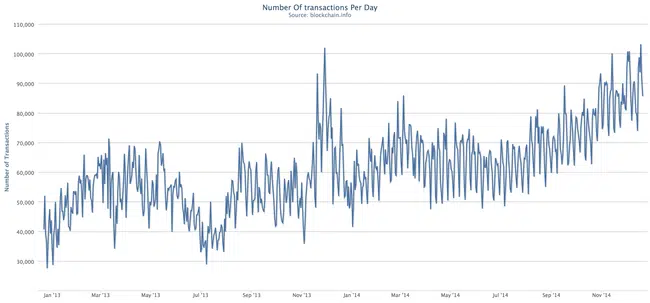 Number Of transactions Per Day
Source: blockchain.info
110,000
100,000
90,000
80,000
70,000
60,000
50,000
40,000
30,000
Number of Transactions
Jan '13 Mar '13 May '13 Jul '13 Sep '13 Nov '13 Jan '14 Mar '14 May '14 Jul '14 Sep '14 Nov '14